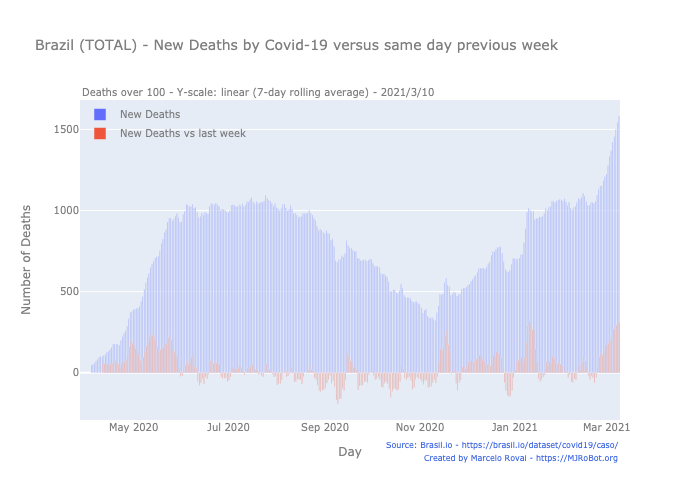 Brazil (TOTAL) - New Deaths by Covid-19 versus same day previous week
Deaths over 100 - Y-scale: linear (7-day rolling average) - 2021/3/10
New Deaths
New Deaths vs last week
1500
1000
500
0
Number of Deaths
May 2020 Jul 2020 Sep 2020 Nov 2020 Jan 2021 Mar 2021
Day
Source: Brasil.io - https://brasil.io/dataset/covid19/caso/
Created by Marcelo Rovai - https://MJRoBot.org